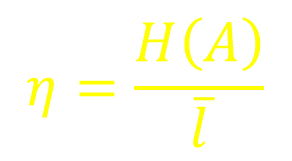 η = H(A) / l̄